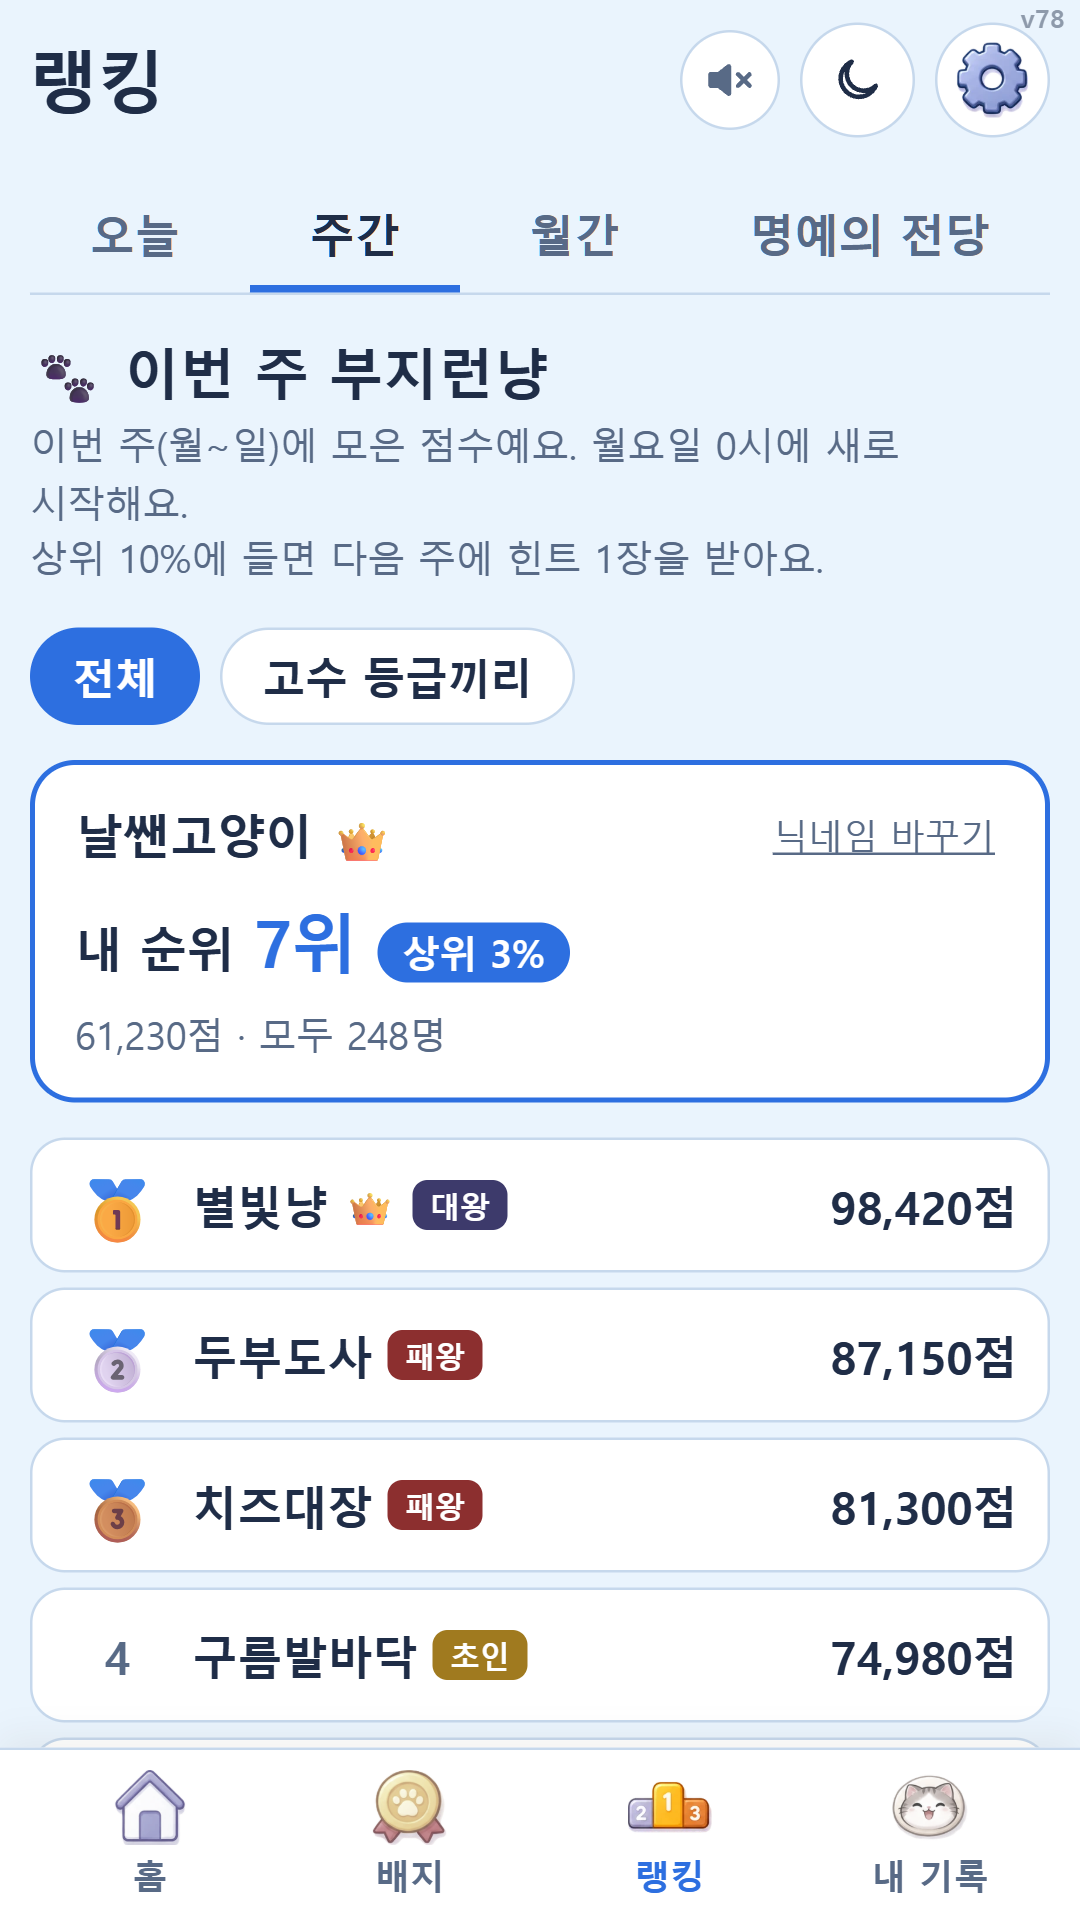 v78
랭킹
오늘 주간 월간 명예의 전당
이번 주 부지런냥
이번 주(월~일)에 모은 점수예요. 월요일 0시에 새로
시작해요.
상위 10%에 들면 다음 주에 힌트 1장을 받아요.
전체 고수 등급끼리
날쌘고양이 닉네임 바꾸기
내 순위 7위 상위 3%
61,230점 · 모두 248명
1 별빛냥 대왕 98,420점
2 두부도사 패왕 87,150점
3 치즈대장 패왕 81,300점
4 구름발바닥 초인 74,980점
2 1 3
홈 배지 랭킹 내 기록